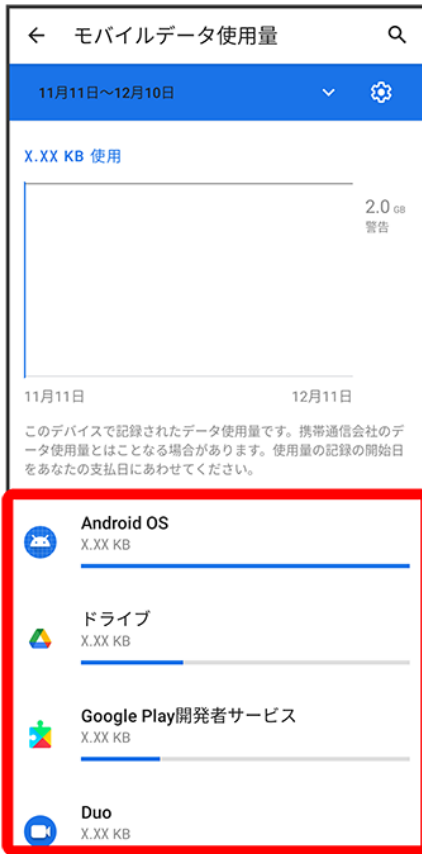 モバイルデータ使用量
11月11日～12月10日
X.XX KB 使用
2.0 GB
警告
11月11日
12月11日
このデバイスで記録されたデータ使用量です。携帯通信会社のデ
ータ使用量とはことなる場合があります。使用量の記録の開始日
をあなたの支払日にあわせてください。
Android OS
X.XX KB
ドライブ
X.XX KB
Google Play開発者サービス
X.XX KB
Duo
X.XX KB